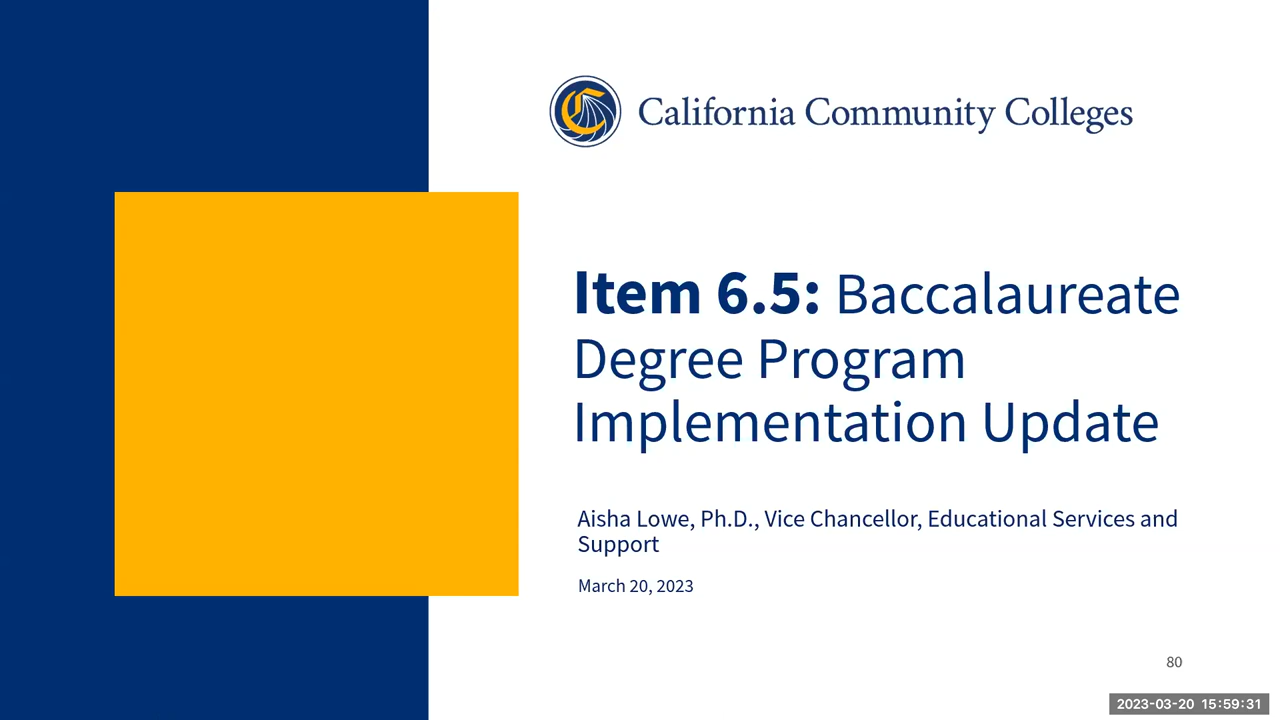 California Community Colleges
Item 6.5: Baccalaureate
Degree Program
Implementation Update
Aisha Lowe, Ph.D., Vice Chancellor, Educational Services and
Support
March 20, 2023
80
2023-03-20 15:59:31